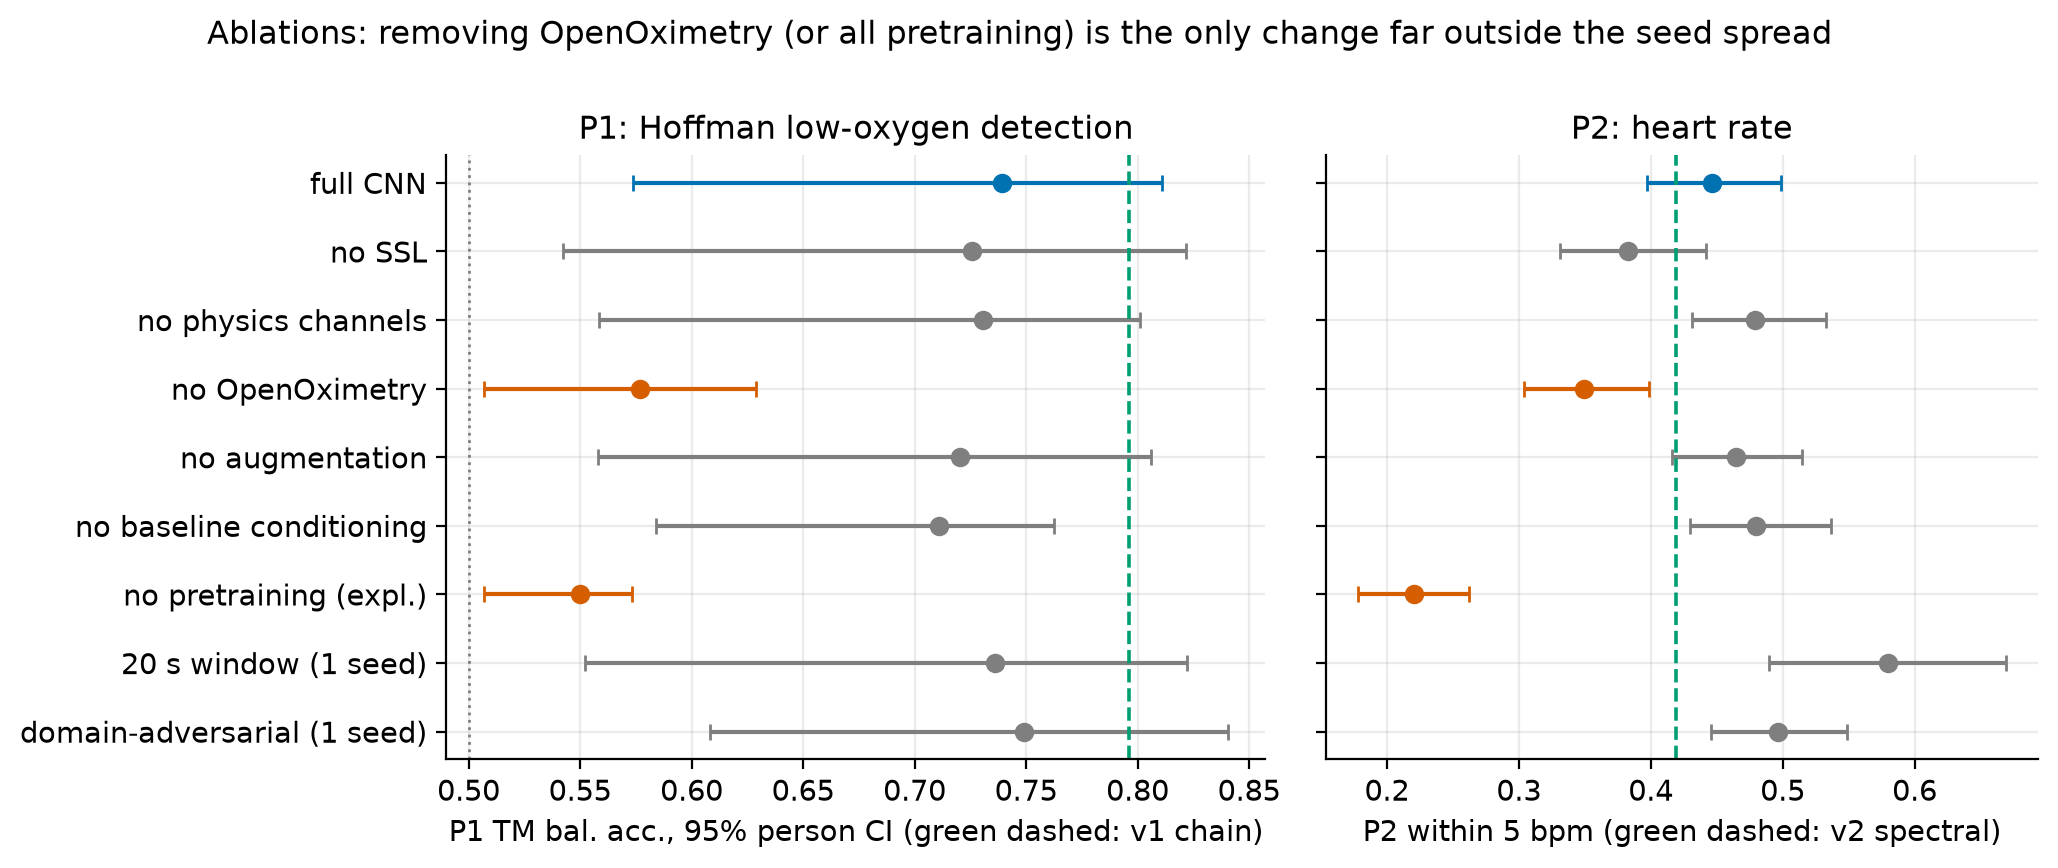 Ablations: removing OpenOximetry (or all pretraining) is the only change far outside the seed spread
P1: Hoffman low-oxygen detection
P2: heart rate
full CNN
no SSL
no physics channels
no OpenOximetry
no augmentation
no baseline conditioning
no pretraining (expl.)
20 s window (1 seed)
domain-adversarial (1 seed)
0.50 0.55 0.60 0.65 0.70 0.75 0.80 0.85
0.2 0.3 0.4 0.5 0.6
P1 TM bal. acc., 95% person CI (green dashed: v1 chain)
P2 within 5 bpm (green dashed: v2 spectral)